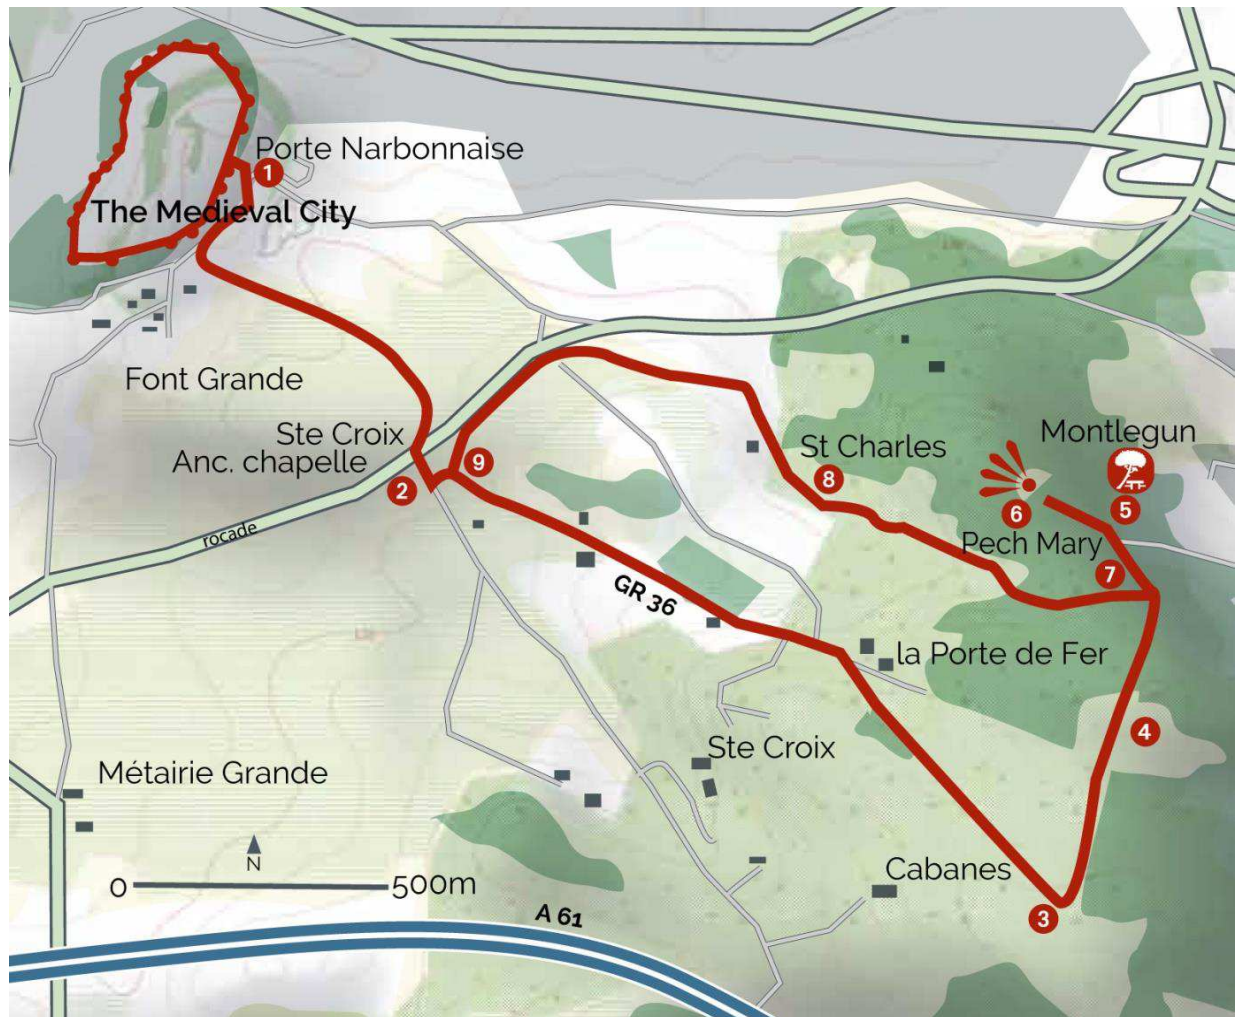 Porte Narbonnaise
1
The Medieval City
Font Grande
Ste Croix
Anc. chapelle
9
2
rocade
St Charles
8
Montlegun
6
5
Pech Mary
7
GR 36
la Porte de Fer
4
Ste Croix
Métairie Grande
N
0
500m
Cabanes
3
A 61